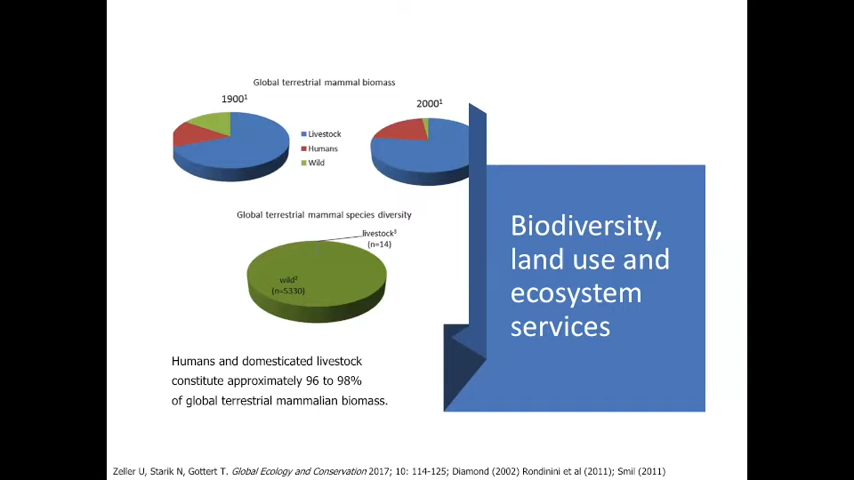 Global terrestrial mammal biomass
1900¹
2000¹
Livestock
Humans
Wild
Global terrestrial mammal species diversity
livestock³
(n=14)
wild²
(n=5330)
Biodiversity,
land use and
ecosystem
services
Humans and domesticated livestock
constitute approximately 96 to 98%
of global terrestrial mammalian biomass.
Zeller U, Starik N, Gottert T. Global Ecology and Conservation 2017; 10: 114-125; Diamond (2002) Rondinini et al (2011); Smil (2011)